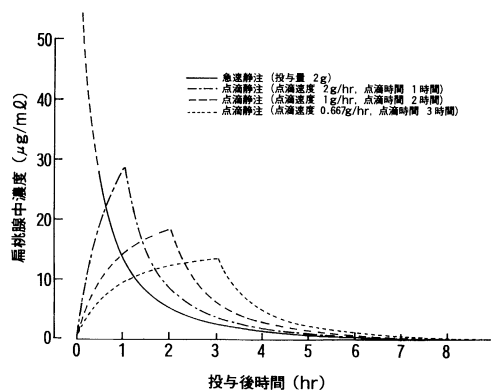 50
40
30
20
10
0
扁桃腺中濃度 (μg/mℓ)
急速静注 (投与量 2g)
点滴静注 (点滴速度 2g/hr, 点滴時間 1時間)
点滴静注 (点滴速度 1g/hr, 点滴時間 2時間)
点滴静注 (点滴速度 0.667g/hr, 点滴時間 3時間)
0 1 2 3 4 5 6 7 8
投与後時間 (hr)